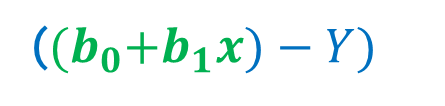 ((b₀+b₁x) − Y)